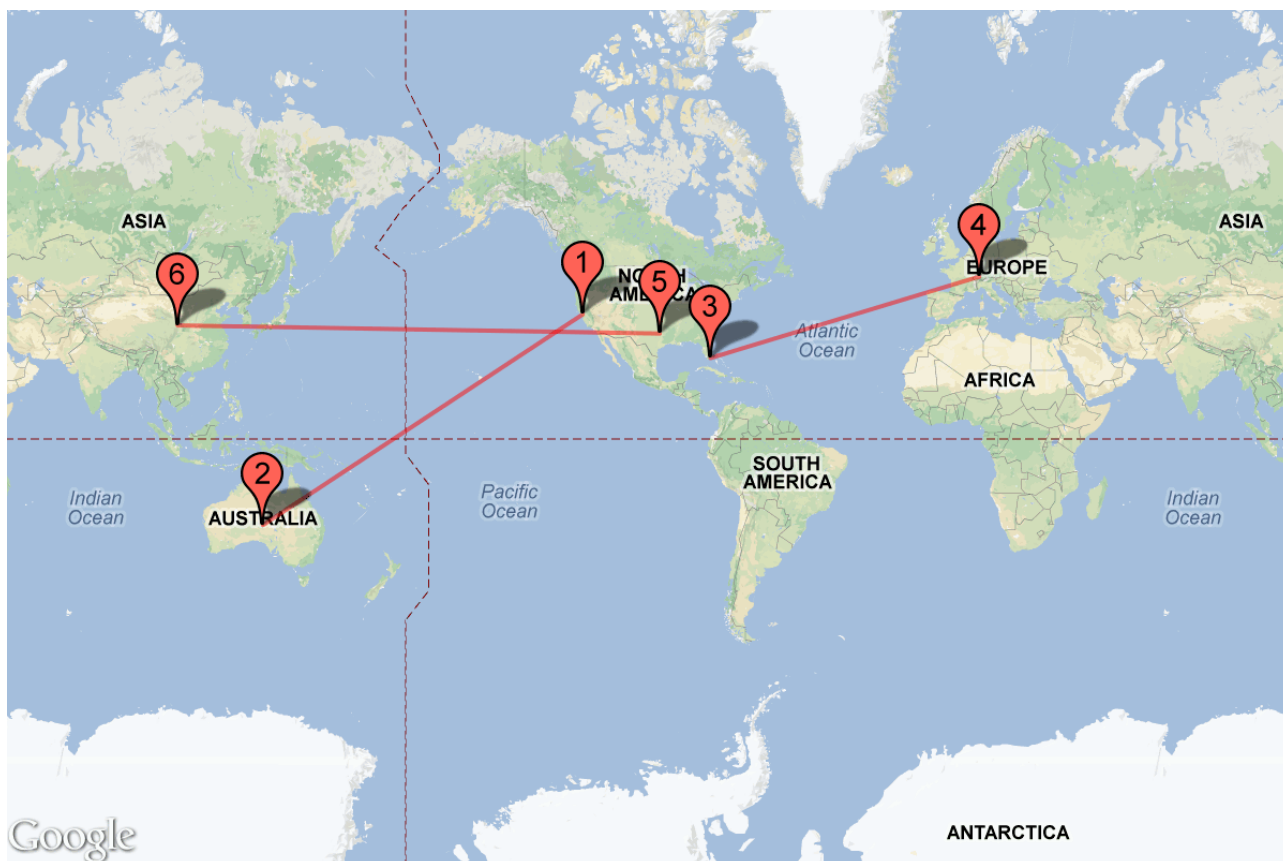 ASIA
6
1
NORTH
AMERICA
5
3
4
EUROPE
ASIA
Atlantic
Ocean
AFRICA
2
AUSTRALIA
Indian
Ocean
Pacific
Ocean
SOUTH
AMERICA
Indian
Ocean
ANTARCTICA
Google